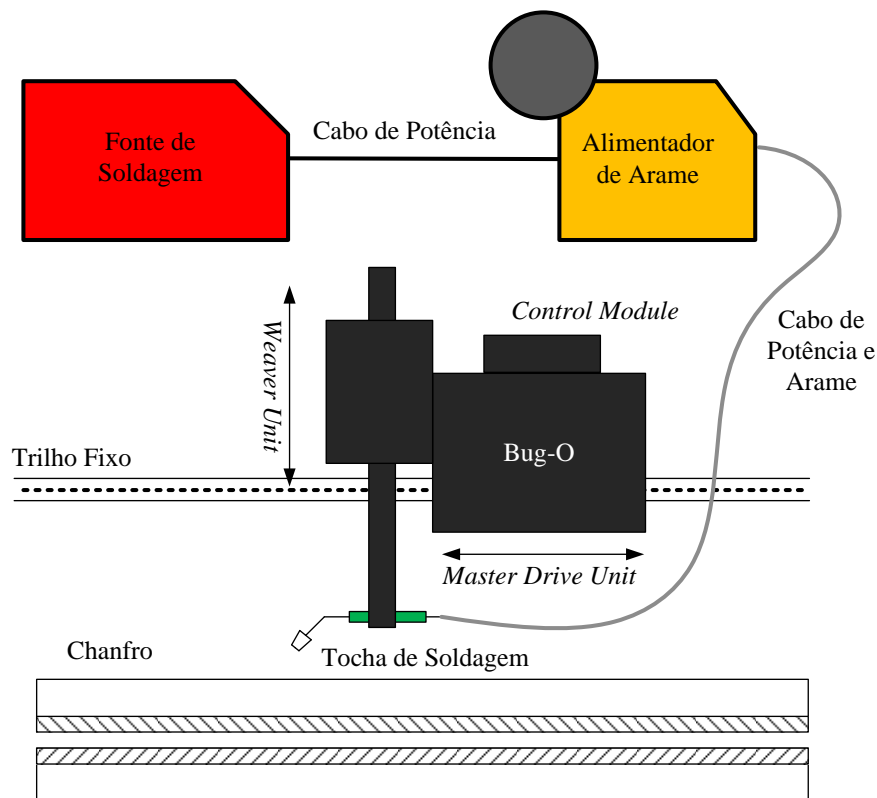 Fonte de
Soldagem
Cabo de Potência
Alimentador
de Arame
Weaver Unit
Control Module
Cabo de
Potência e
Arame
Trilho Fixo
Bug-O
Master Drive Unit
Chanfro
Tocha de Soldagem